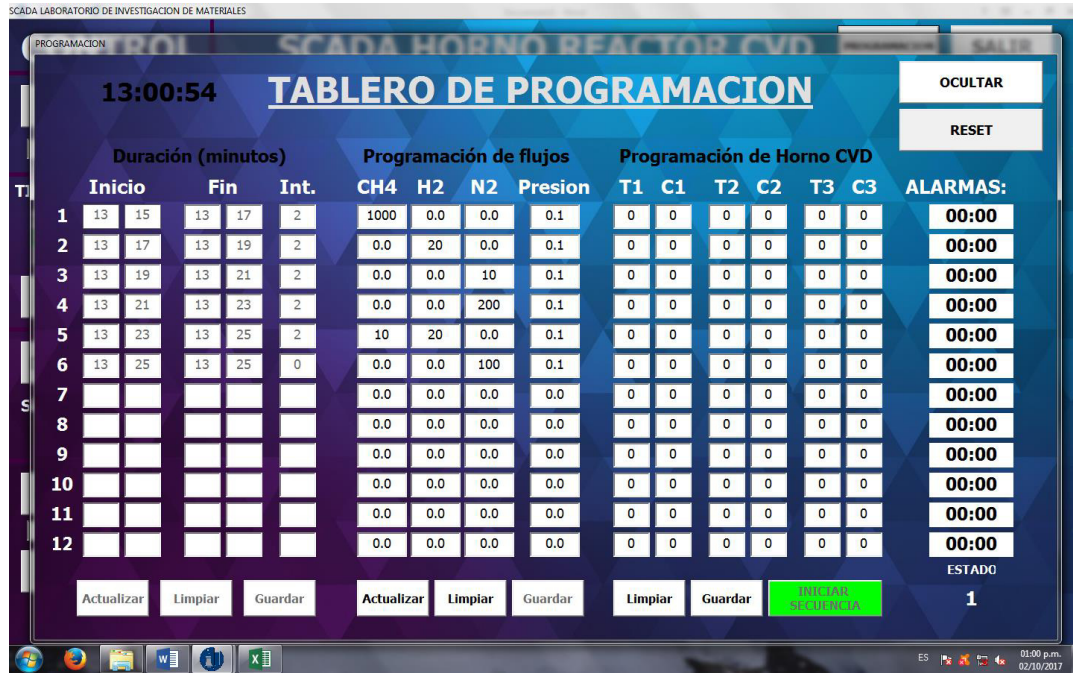 SCADA LABORATORIO DE INVESTIGACION DE MATERIALES
CONTROL SCADA HORNO REACTOR CVD PROGRAMACION SALIR
PROGRAMACION
13:00:54 TABLERO DE PROGRAMACION OCULTAR
RESET
Duración (minutos) Programación de flujos Programación de Horno CVD
Inicio Fin Int. CH4 H2 N2 Presion T1 C1 T2 C2 T3 C3 ALARMAS:
1 13 15 13 17 2 1000 0.0 0.0 0.1 0 0 0 0 0 0 00:00
2 13 17 13 19 2 0.0 20 0.0 0.1 0 0 0 0 0 0 00:00
3 13 19 13 21 2 0.0 0.0 10 0.1 0 0 0 0 0 0 00:00
4 13 21 13 23 2 0.0 0.0 200 0.1 0 0 0 0 0 0 00:00
5 13 23 13 25 2 10 20 0.0 0.1 0 0 0 0 0 0 00:00
6 13 25 13 25 0 0.0 0.0 100 0.1 0 0 0 0 0 0 00:00
7 0.0 0.0 0.0 0.0 0 0 0 0 0 0 00:00
8 0.0 0.0 0.0 0.0 0 0 0 0 0 0 00:00
9 0.0 0.0 0.0 0.0 0 0 0 0 0 0 00:00
10 0.0 0.0 0.0 0.0 0 0 0 0 0 0 00:00
11 0.0 0.0 0.0 0.0 0 0 0 0 0 0 00:00
12 0.0 0.0 0.0 0.0 0 0 0 0 0 0 00:00
ESTADO
Actualizar Limpiar Guardar Actualizar Limpiar Guardar Limpiar Guardar INICIAR SECUENCIA 1
ES 01:00 p.m.
02/10/2017